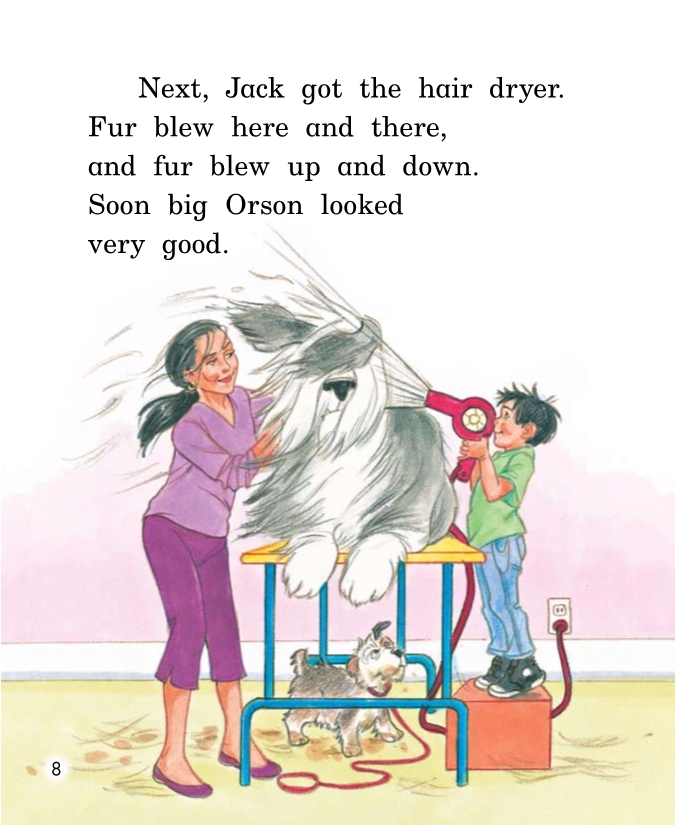 Next, Jack got the hair dryer.
Fur blew here and there,
and fur blew up and down.
Soon big Orson looked
very good.
8